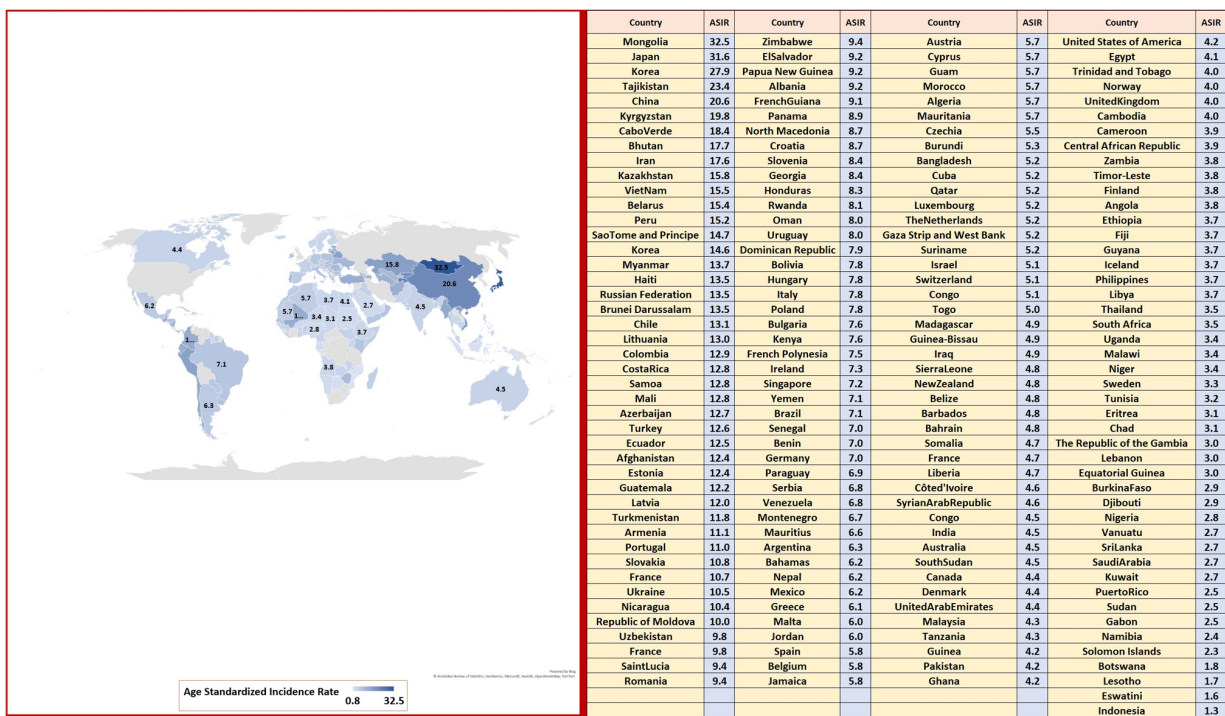 4.4
6.2
1...
7.1
6.3
5.7
3.7
4.1
5.7
1...
3.4
3.1
2.5
2.8
3.7
3.8
2.7
15.8
32.5
20.6
4.5
4.5
Powered by Bing
© Australian Bureau of Statistics, GeoNames, Microsoft, Navinfo, OpenStreetMap, TomTom
Age Standardized Incidence Rate
0.8 32.5
Country ASIR Country ASIR Country ASIR Country ASIR
Mongolia 32.5 Zimbabwe 9.4 Austria 5.7 United States of America 4.2
Japan 31.6 ElSalvador 9.2 Cyprus 5.7 Egypt 4.1
Korea 27.9 Papua New Guinea 9.2 Guam 5.7 Trinidad and Tobago 4.0
Tajikistan 23.4 Albania 9.2 Morocco 5.7 Norway 4.0
China 20.6 FrenchGuiana 9.1 Algeria 5.7 UnitedKingdom 4.0
Kyrgyzstan 19.8 Panama 8.9 Mauritania 5.7 Cambodia 4.0
CaboVerde 18.4 North Macedonia 8.7 Czechia 5.5 Cameroon 3.9
Bhutan 17.7 Croatia 8.7 Burundi 5.3 Central African Republic 3.9
Iran 17.6 Slovenia 8.4 Bangladesh 5.2 Zambia 3.8
Kazakhstan 15.8 Georgia 8.4 Cuba 5.2 Timor-Leste 3.8
VietNam 15.5 Honduras 8.3 Qatar 5.2 Finland 3.8
Belarus 15.4 Rwanda 8.1 Luxembourg 5.2 Angola 3.8
Peru 15.2 Oman 8.0 TheNetherlands 5.2 Ethiopia 3.7
SaoTome and Principe 14.7 Uruguay 8.0 Gaza Strip and West Bank 5.2 Fiji 3.7
Korea 14.6 Dominican Republic 7.9 Suriname 5.2 Guyana 3.7
Myanmar 13.7 Bolivia 7.8 Israel 5.1 Iceland 3.7
Haiti 13.5 Hungary 7.8 Switzerland 5.1 Philippines 3.7
Russian Federation 13.5 Italy 7.8 Congo 5.1 Libya 3.7
Brunei Darussalam 13.5 Poland 7.8 Togo 5.0 Thailand 3.5
Chile 13.1 Bulgaria 7.6 Madagascar 4.9 South Africa 3.5
Lithuania 13.0 Kenya 7.6 Guinea-Bissau 4.9 Uganda 3.4
Colombia 12.9 French Polynesia 7.5 Iraq 4.9 Malawi 3.4
CostaRica 12.8 Ireland 7.3 SierraLeone 4.8 Niger 3.4
Samoa 12.8 Singapore 7.2 NewZealand 4.8 Sweden 3.3
Mali 12.8 Yemen 7.1 Belize 4.8 Tunisia 3.2
Azerbaijan 12.7 Brazil 7.1 Barbados 4.8 Eritrea 3.1
Turkey 12.6 Senegal 7.0 Bahrain 4.8 Chad 3.1
Ecuador 12.5 Benin 7.0 Somalia 4.7 The Republic of the Gambia 3.0
Afghanistan 12.4 Germany 7.0 France 4.7 Lebanon 3.0
Estonia 12.4 Paraguay 6.9 Liberia 4.7 Equatorial Guinea 3.0
Guatemala 12.2 Serbia 6.8 Côted'Ivoire 4.6 BurkinaFaso 2.9
Latvia 12.0 Venezuela 6.8 SyrianArabRepublic 4.6 Djibouti 2.9
Turkmenistan 11.8 Montenegro 6.7 Congo 4.5 Nigeria 2.8
Armenia 11.1 Mauritius 6.6 India 4.5 Vanuatu 2.7
Portugal 11.0 Argentina 6.3 Australia 4.5 SriLanka 2.7
Slovakia 10.8 Bahamas 6.2 SouthSudan 4.5 SaudiArabia 2.7
France 10.7 Nepal 6.2 Canada 4.4 Kuwait 2.7
Ukraine 10.5 Mexico 6.2 Denmark 4.4 PuertoRico 2.5
Nicaragua 10.4 Greece 6.1 UnitedArabEmirates 4.4 Sudan 2.5
Republic of Moldova 10.0 Malta 6.0 Malaysia 4.3 Gabon 2.5
Uzbekistan 9.8 Jordan 6.0 Tanzania 4.3 Namibia 2.4
France 9.8 Spain 5.8 Guinea 4.2 Solomon Islands 2.3
SaintLucia 9.4 Belgium 5.8 Pakistan 4.2 Botswana 1.8
Romania 9.4 Jamaica 5.8 Ghana 4.2 Lesotho 1.7
Eswatini 1.6
Indonesia 1.3